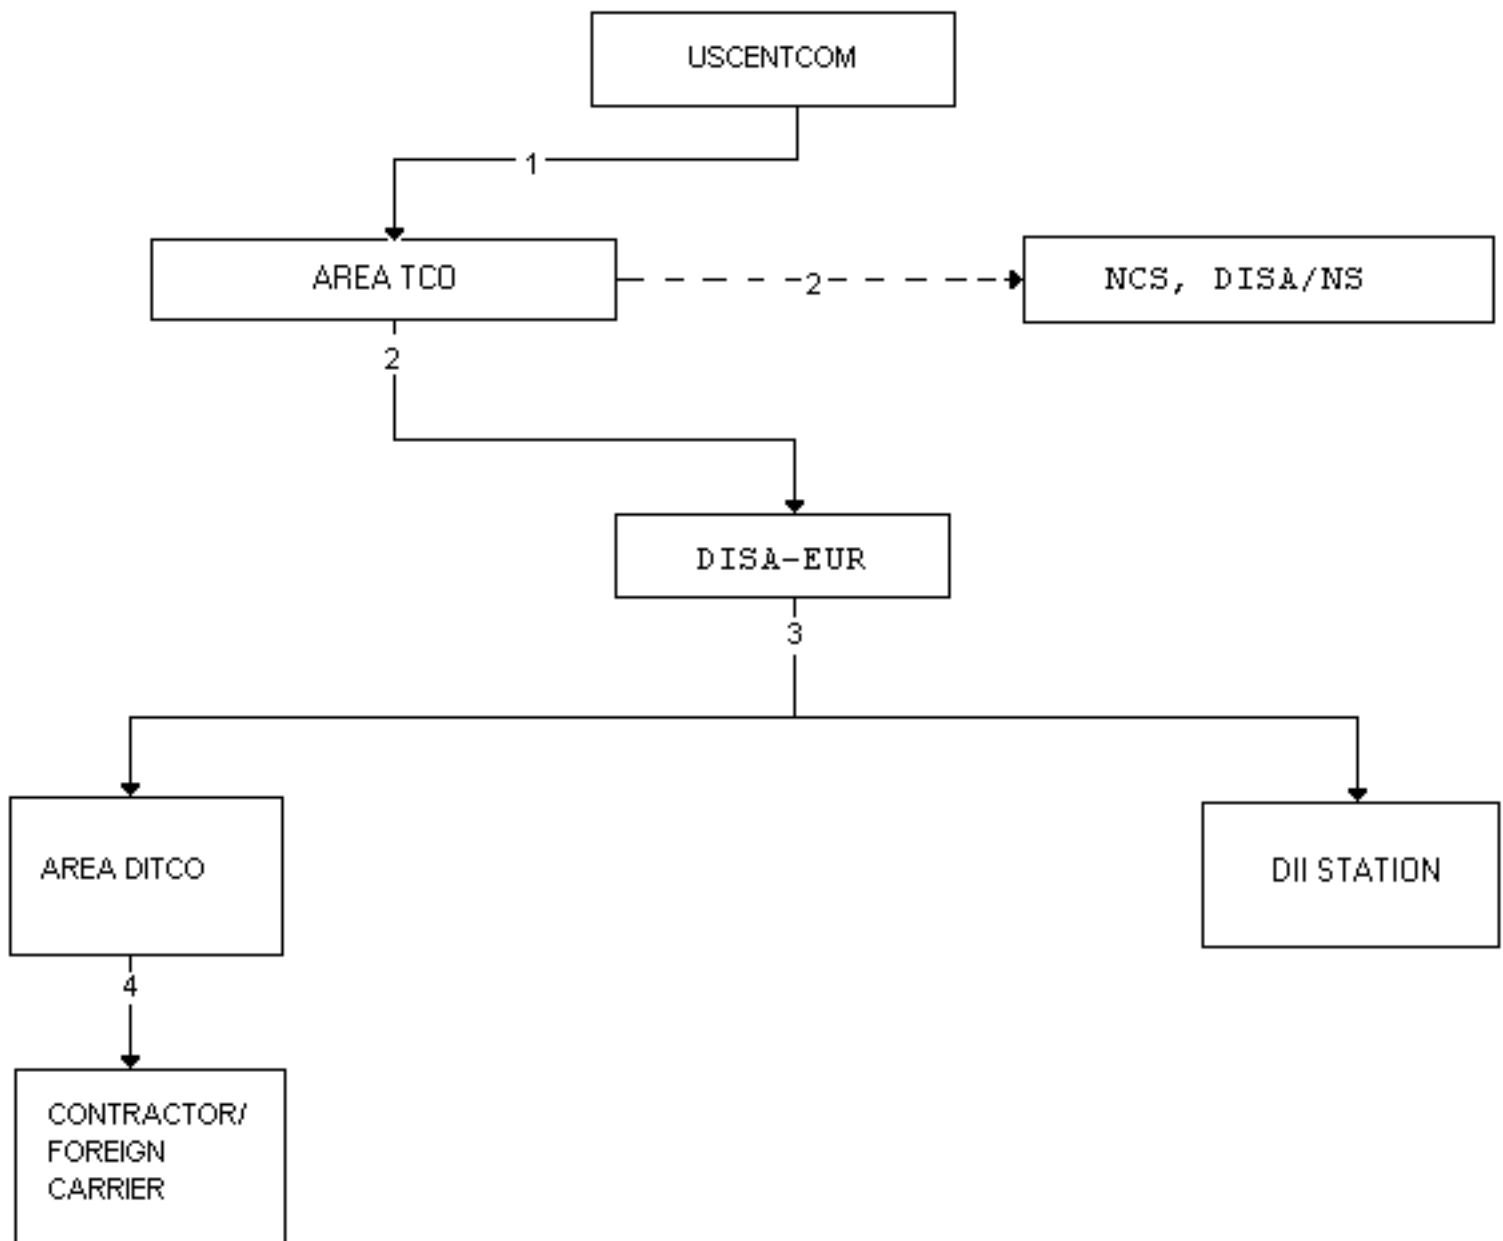 USCENTCOM
1
AREA TCO
2
NCS, DISA/NS
2
DISA-EUR
3
AREA DITCO
DII STATION
4
CONTRACTOR/
FOREIGN
CARRIER